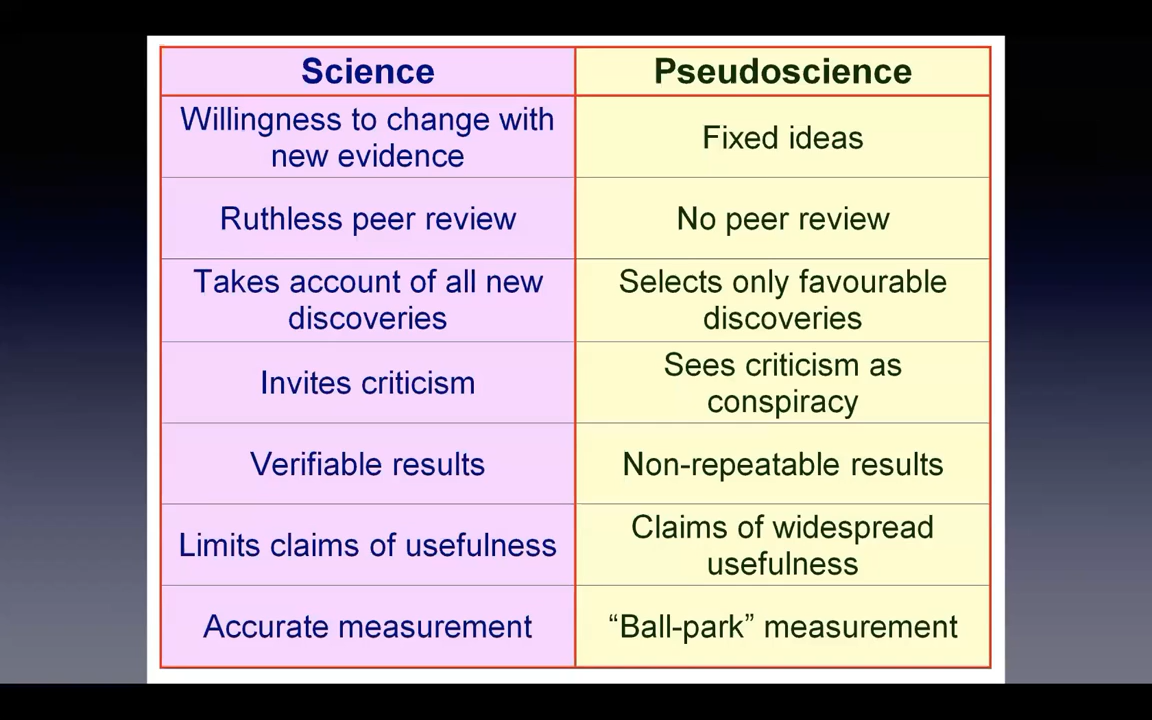 Science
Pseudoscience
Willingness to change with
new evidence
Fixed ideas
Ruthless peer review
No peer review
Takes account of all new
discoveries
Selects only favourable
discoveries
Invites criticism
Sees criticism as
conspiracy
Verifiable results
Non-repeatable results
Limits claims of usefulness
Claims of widespread
usefulness
Accurate measurement
“Ball-park” measurement